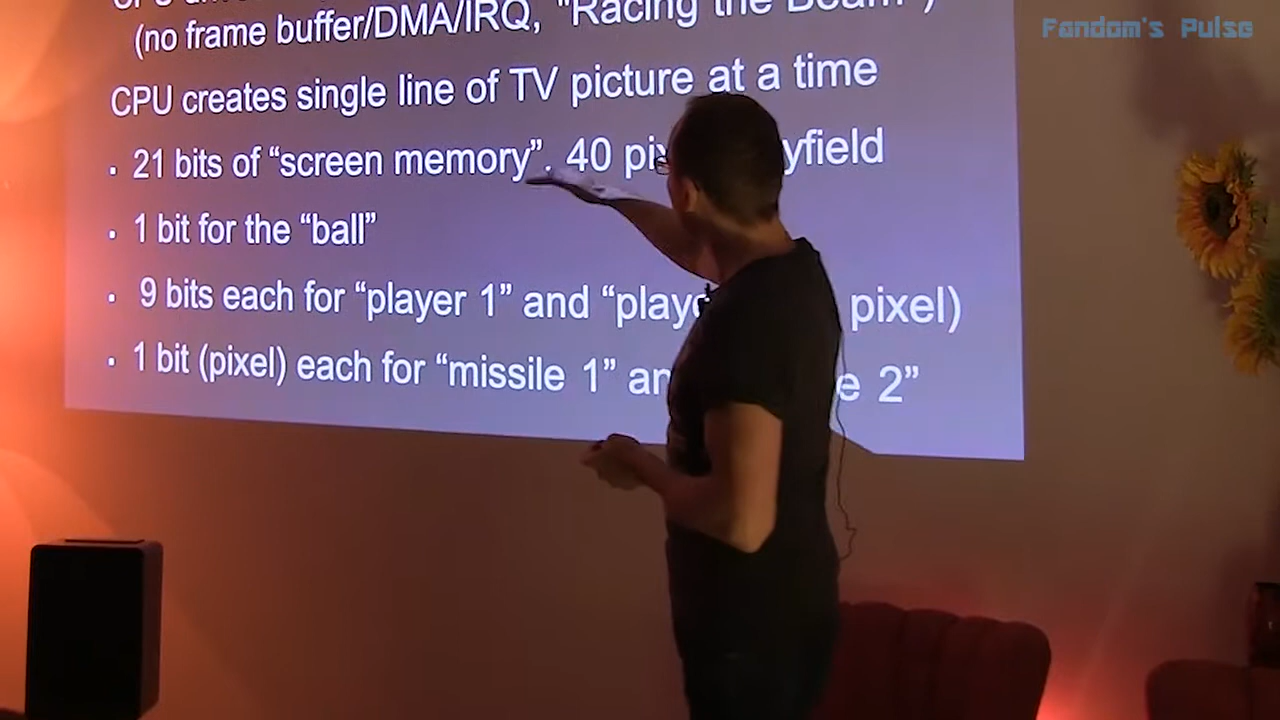 (no frame buffer/DMA/IRQ, "Racing the Beam")
Fandom's Pulse
CPU creates single line of TV picture at a time
· 21 bits of “screen memory”. 40 yfield
· 1 bit for the “ball”
· 9 bits each for “player 1” and pixel)
· 1 bit (pixel) each for “missile 1” 2”